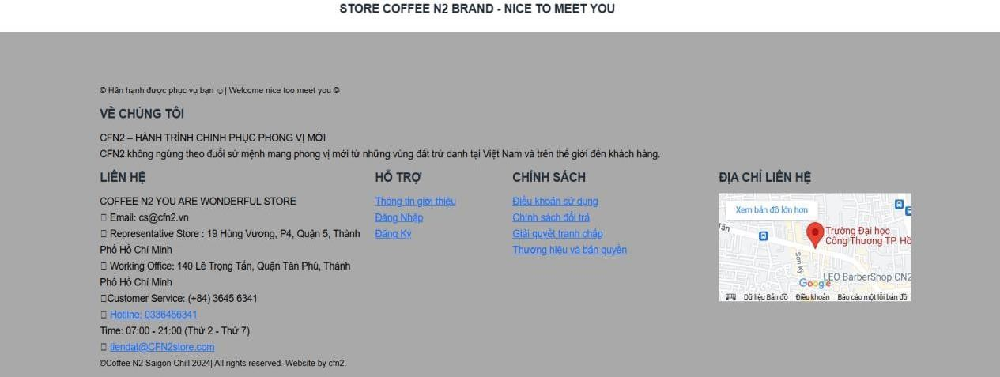 STORE COFFEE N2 BRAND - NICE TO MEET YOU
© Hân hạnh được phục vụ bạn ☺| Welcome nice too meet you ©
VỀ CHÚNG TÔI
CFN2 – HÀNH TRÌNH CHINH PHỤC PHONG VỊ MỚI
CFN2 không ngừng theo đuổi sứ mệnh mang phong vị mới từ những vùng đất trứ danh tại Việt Nam và trên thế giới đến khách hàng.
LIÊN HỆ
COFFEE N2 YOU ARE WONDERFUL STORE
Email: cs@cfn2.vn
Representative Store : 19 Hùng Vương, P4, Quận 5, Thành
Phố Hồ Chí Minh
Working Office: 140 Lê Trọng Tấn, Quận Tân Phú, Thành
Phố Hồ Chí Minh
Customer Service: (+84) 3645 6341
Hotline: 0336456341
Time: 07:00 - 21:00 (Thứ 2 - Thứ 7)
tiendat@CFN2store.com
©Coffee N2 Saigon Chill 2024| All rights reserved. Website by cfn2.
HỖ TRỢ
Thông tin giới thiệu
Đăng Nhập
Đăng Ký
CHÍNH SÁCH
Điều khoản sử dụng
Chính sách đổi trả
Giải quyết tranh chấp
Thương hiệu và bản quyền
ĐỊA CHỈ LIÊN HỆ
Xem bản đồ lớn hơn
Tấn
Trường Đại học
Công Thương TP. Hồ
Sơn Kỳ
LEO BarberShop CN2
Google
Dữ liệu Bản đồ
Điều khoản
Báo cáo một lỗi bản đồ